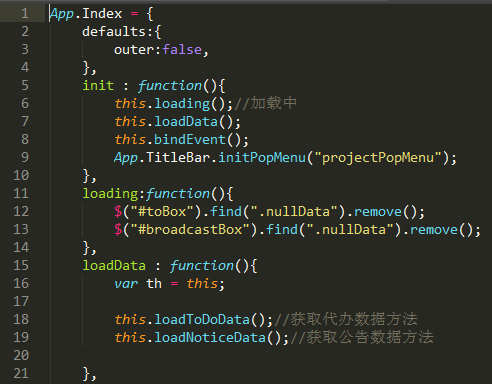 1 App.Index = {
2 defaults:{
3 outer:false,
4 },
5 init : function(){
6 this.loading();//加载中
7 this.loadData();
8 this.bindEvent();
9 App.TitleBar.initPopMenu("projectPopMenu");
10 },
11 loading:function(){
12 $("#toBox").find(".nullData").remove();
13 $("#broadcastBox").find(".nullData").remove();
14 },
15 loadData : function(){
16 var th = this;
17
18 this.loadToDoData();//获取代办数据方法
19 this.loadNoticeData();//获取公告数据方法
20
21 },